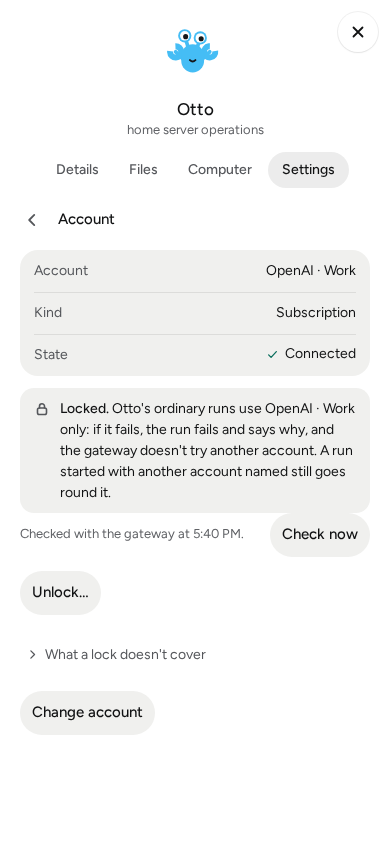 Otto
home server operations
Details Files Computer Settings
Account
Account OpenAI · Work
Kind Subscription
State Connected
Locked. Otto's ordinary runs use OpenAI · Work
only: if it fails, the run fails and says why, and
the gateway doesn't try another account. A run
started with another account named still goes
round it.
Checked with the gateway at 5:40 PM. Check now
Unlock…
What a lock doesn't cover
Change account